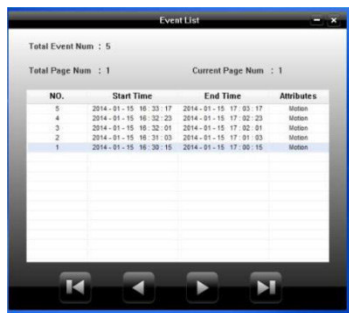 Event List
Total Event Num : 5
Total Page Num : 1 Current Page Num : 1
NO. Start Time End Time Attributes
5 2014-01-15 16:33:17 2014-01-15 17:03:17 Motion
4 2014-01-15 16:32:23 2014-01-15 17:02:23 Motion
3 2014-01-15 16:32:01 2014-01-15 17:02:01 Motion
2 2014-01-15 16:31:03 2014-01-15 17:01:03 Motion
1 2014-01-15 16:30:15 2014-01-15 17:00:15 Motion